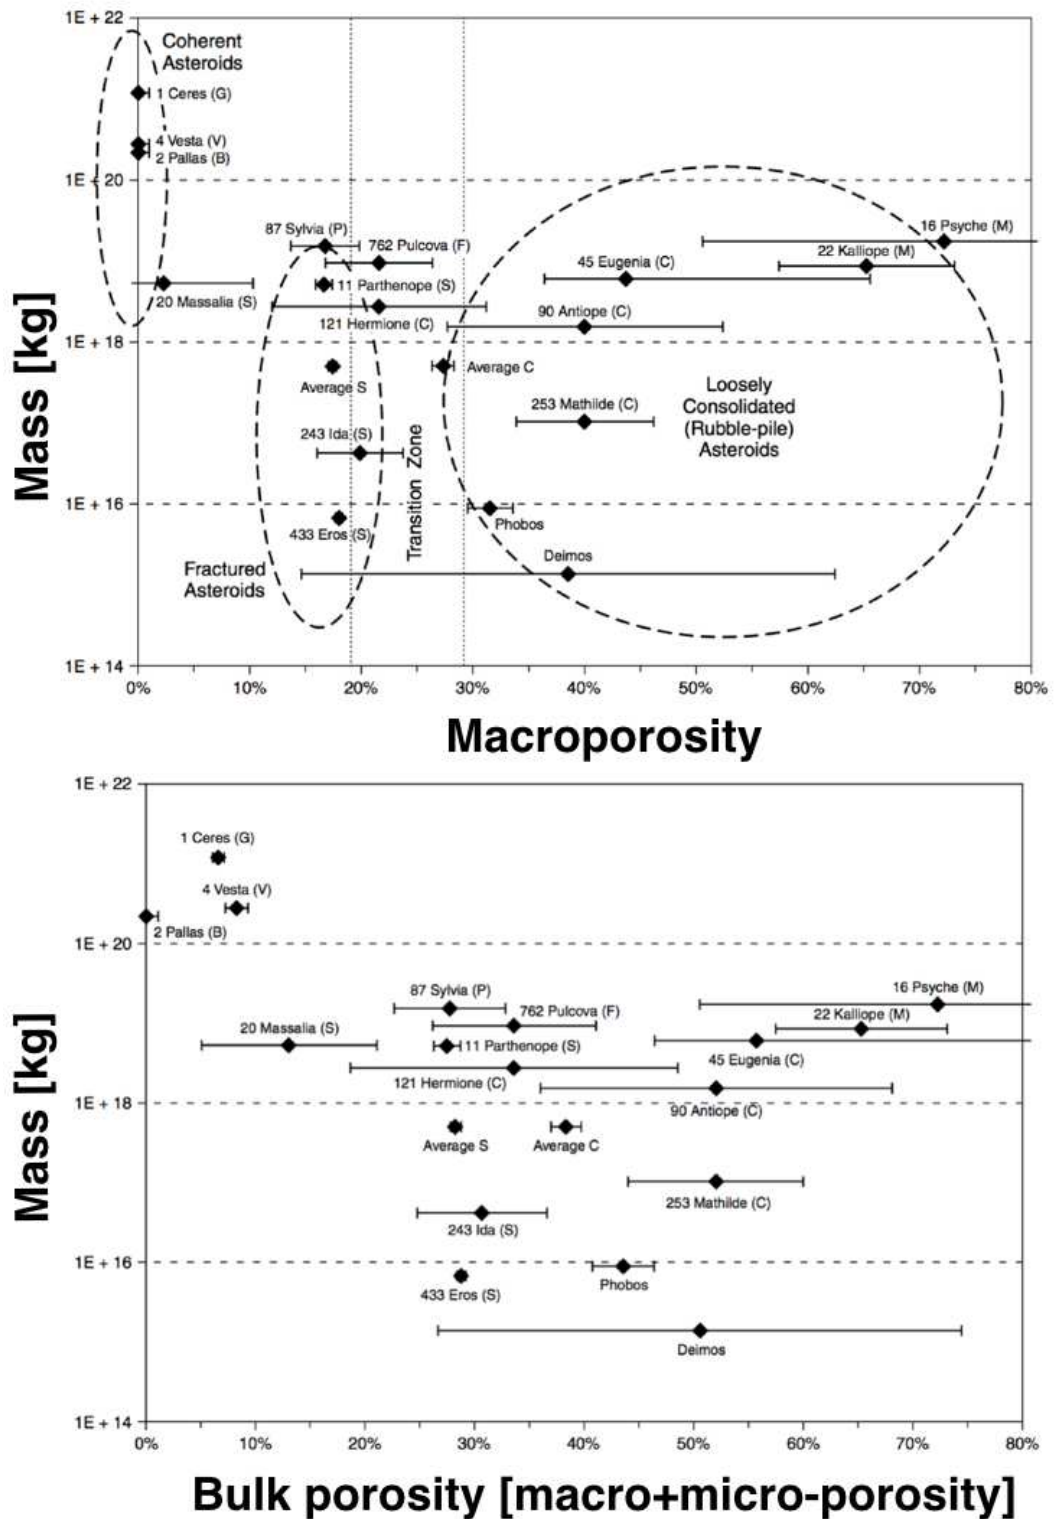 1E + 22
Coherent
Asteroids
1 Ceres (G)
4 Vesta (V)
2 Pallas (B)
1E + 20
87 Sylvia (P)
762 Pulcova (F)
16 Psyche (M)
22 Kalliope (M)
45 Eugenia (C)
11 Parthenope (S)
20 Massalia (S)
90 Antiope (C)
121 Hermione (C)
1E + 18
Average C
Average S
Loosely
Consolidated
(Rubble-pile)
Asteroids
253 Mathilde (C)
243 Ida (S)
Transition Zone
1E + 16
Phobos
433 Eros (S)
Deimos
Fractured
Asteroids
1E + 14
0% 10% 20% 30% 40% 50% 60% 70% 80%
Mass [kg]
Macroporosity
1E + 22
1 Ceres (G)
4 Vesta (V)
2 Pallas (B)
1E + 20
87 Sylvia (P)
16 Psyche (M)
762 Pulcova (F)
22 Kalliope (M)
20 Massalia (S)
11 Parthenope (S)
45 Eugenia (C)
121 Hermione (C)
1E + 18
90 Antiope (C)
Average S
Average C
253 Mathilde (C)
243 Ida (S)
1E + 16
Phobos
433 Eros (S)
Deimos
1E + 14
0% 10% 20% 30% 40% 50% 60% 70% 80%
Mass [kg]
Bulk porosity [macro+micro-porosity]